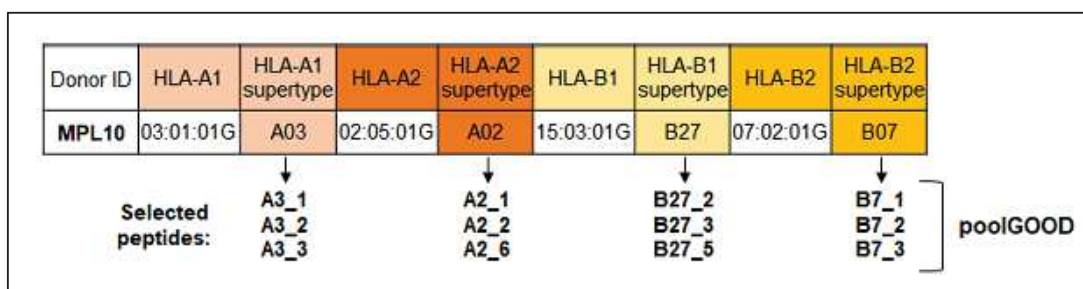 Donor ID HLA-A1 HLA-A1 supertype HLA-A2 HLA-A2 supertype HLA-B1 HLA-B1 supertype HLA-B2 HLA-B2 supertype
MPL10 03:01:01G A03 02:05:01G A02 15:03:01G B27 07:02:01G B07
Selected peptides:
A3_1 A2_1 B27_2 B7_1
A3_2 A2_2 B27_3 B7_2
A3_3 A2_6 B27_5 B7_3
poolGOOD